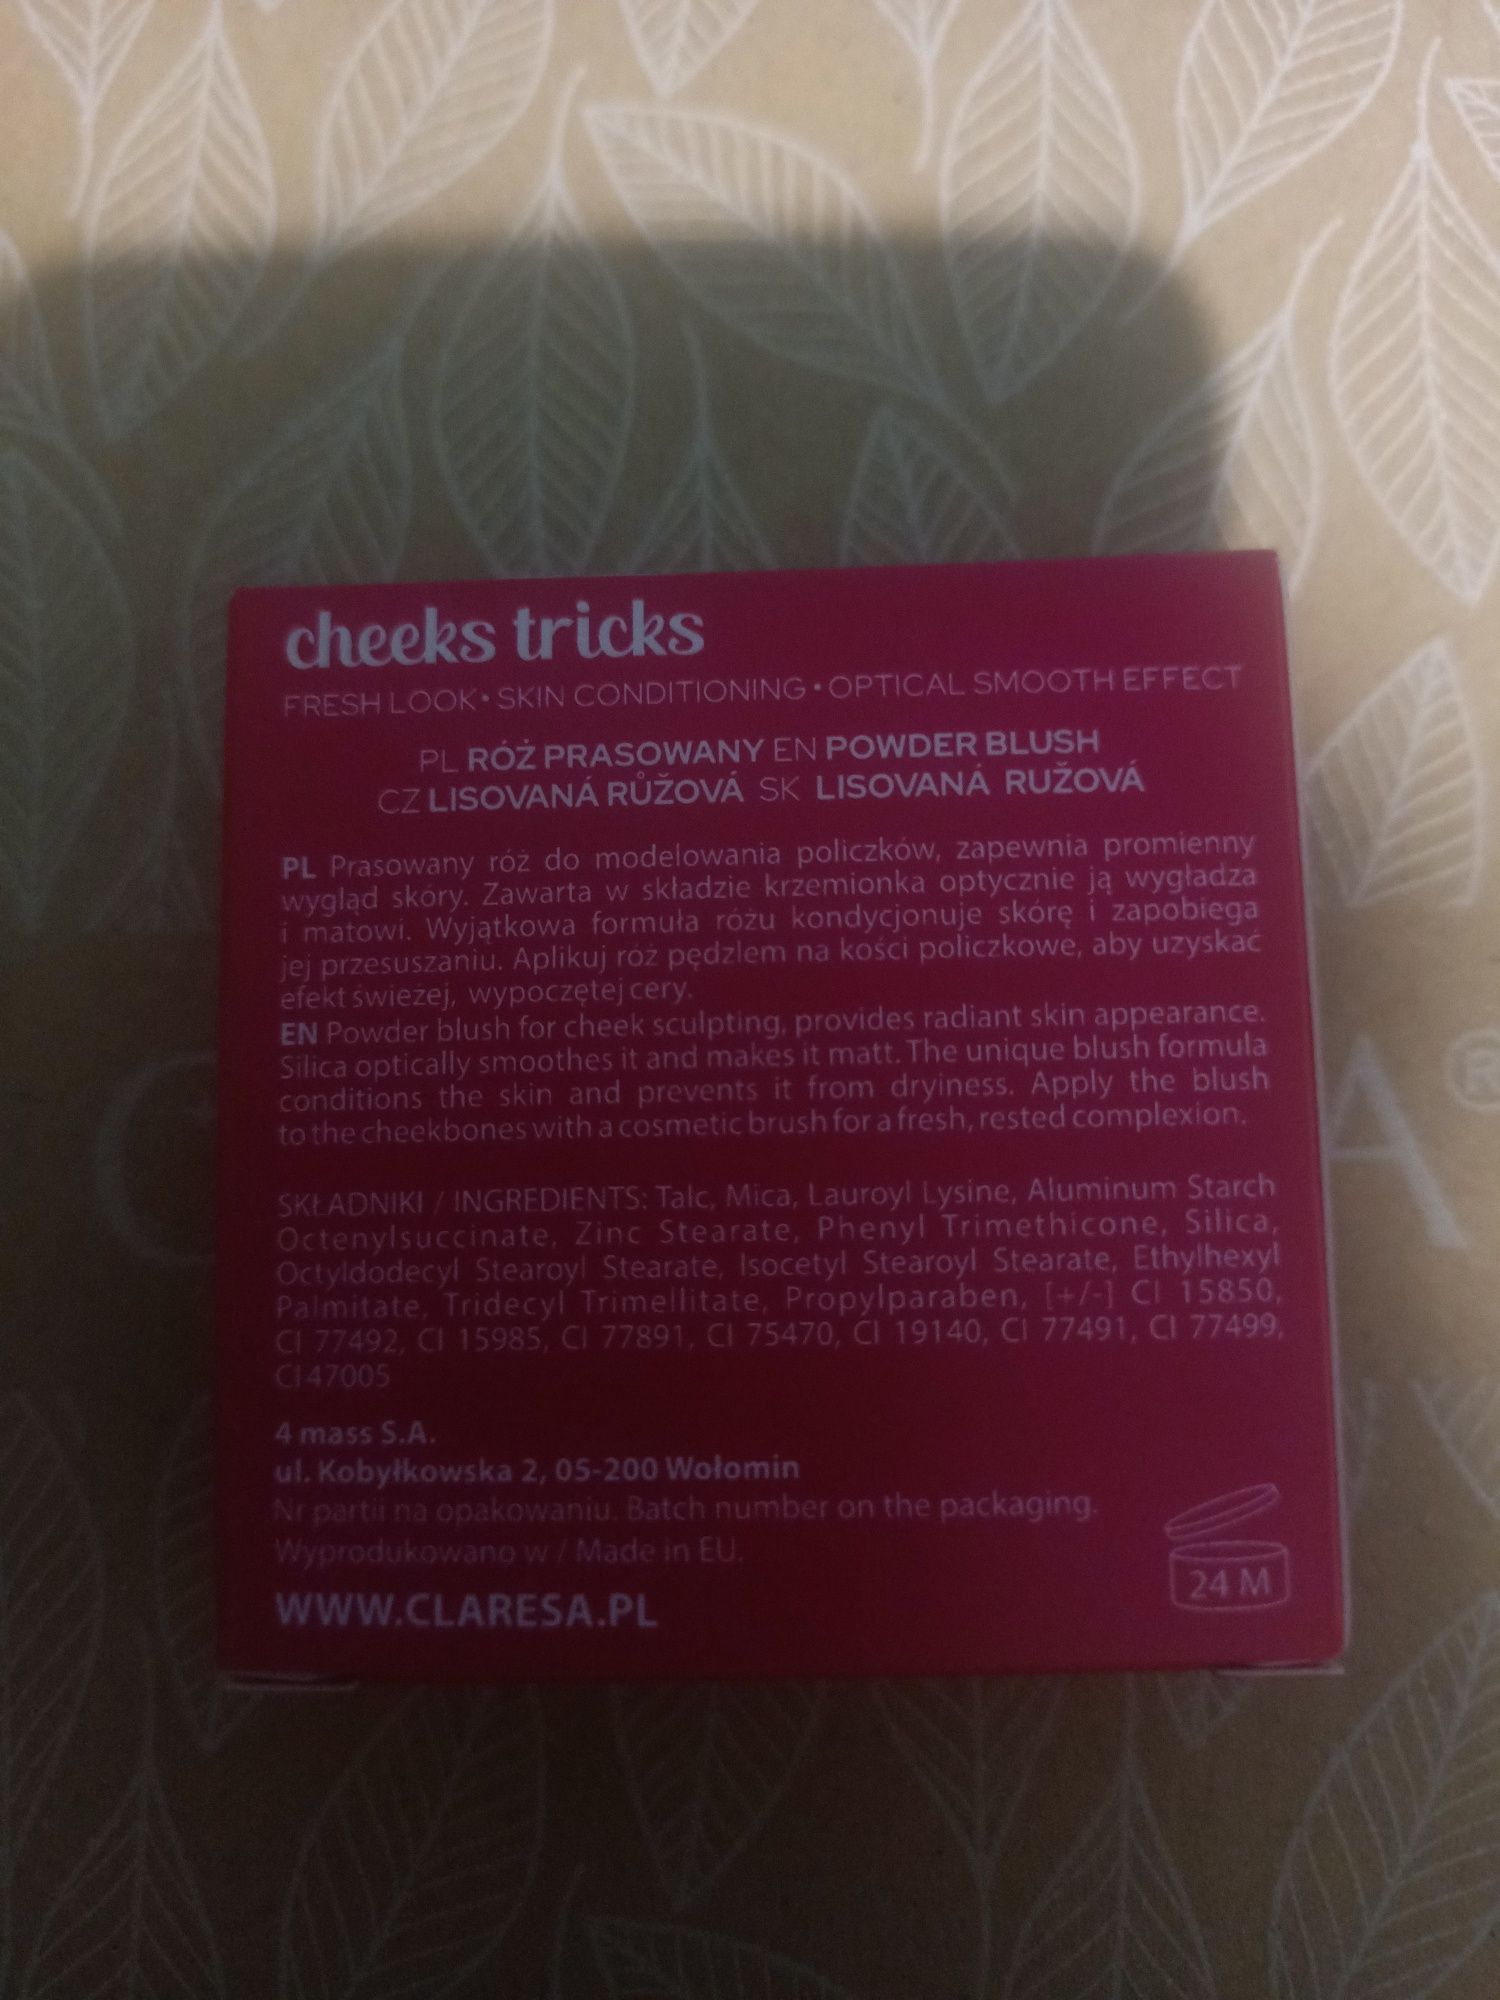 cheeks tricks
FRESH LOOK • SKIN CONDITIONING • OPTICAL SMOOTH EFFECT
PL RÓŻ PRASOWANY EN POWDER BLUSH
CZ LISOVANÁ RŮŽOVÁ SK LISOVANÁ RUŽOVÁ
PL Prasowany róż do modelowania policzków, zapewnia promienny
wygląd skóry. Zawarta w składzie krzemionka optycznie ją wygładza
i matowi. Wyjątkowa formuła różu kondycjonuje skórę i zapobiega
jej przesuszaniu. Aplikuj róż pędzlem na kości policzkowe, aby uzyskać
efekt świeżej, wypoczętej cery.
EN Powder blush for cheek sculpting, provides radiant skin appearance.
Silica optically smoothes it and makes it matt. The unique blush formula
conditions the skin and prevents it from dryiness. Apply the blush
to the cheekbones with a cosmetic brush for a fresh, rested complexion.
SKŁADNIKI / INGREDIENTS: Talc, Mica, Lauroyl Lysine, Aluminum Starch
Octenylsuccinate, Zinc Stearate, Phenyl Trimethicone, Silica,
Octyldodecyl Stearoyl Stearate, Isocetyl Stearoyl Stearate, Ethylhexyl
Palmitate, Tridecyl Trimellitate, Propylparaben, [+/-] CI 15850,
CI 77492, CI 15985, CI 77891, CI 75470, CI 19140, CI 77491, CI 77499,
CI 47005
4 mass S.A.
ul. Kobyłkowska 2, 05-200 Wołomin
Nr partii na opakowaniu. Batch number on the packaging.
Wyprodukowano w / Made in EU.
WWW.CLARESA.PL
24 M